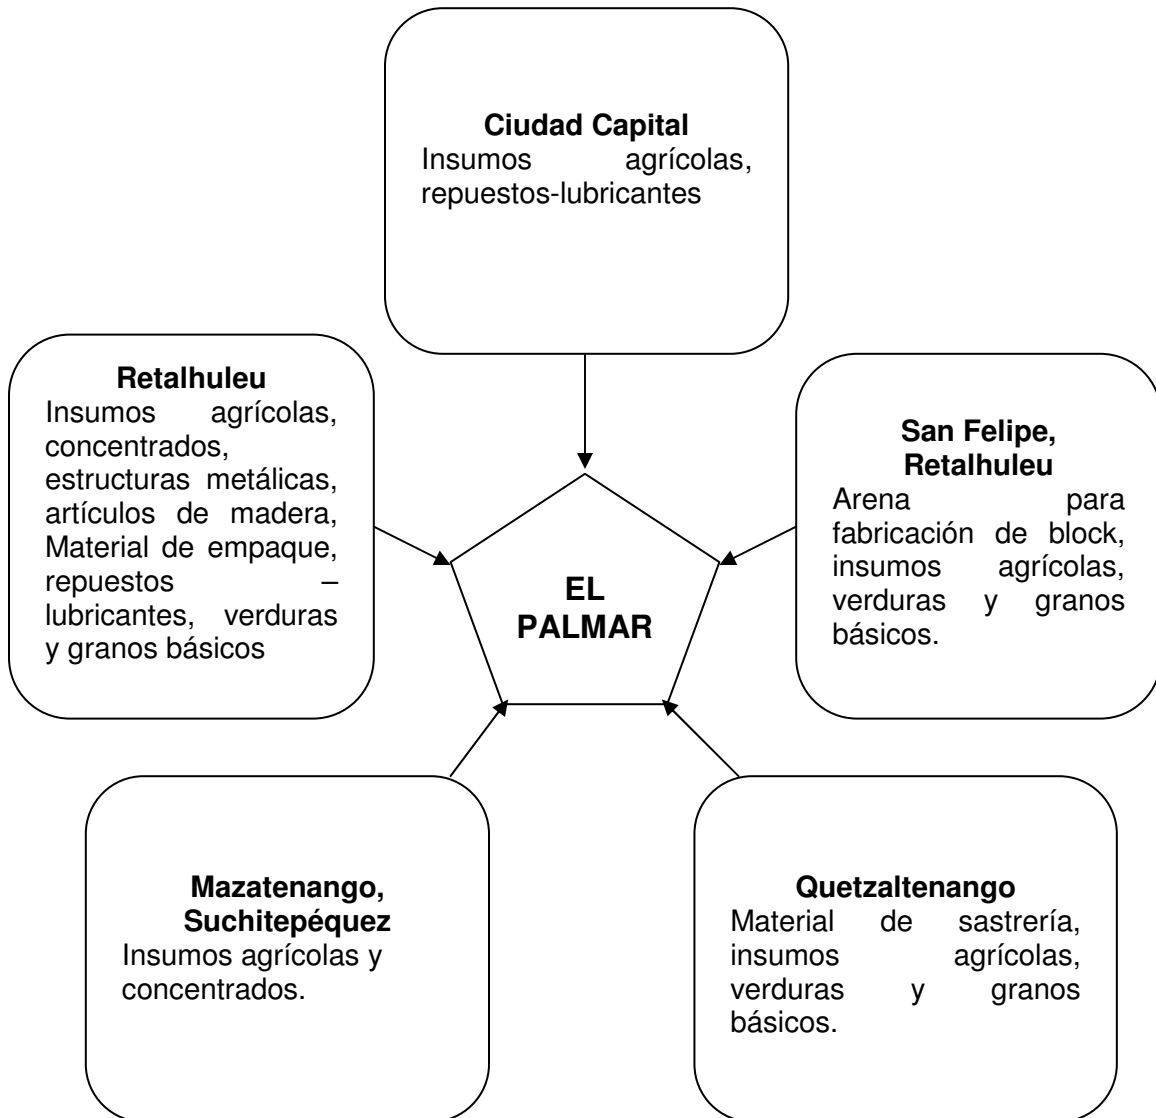 Ciudad Capital
Insumos agrícolas,
repuestos-lubricantes
Retalhuleu
Insumos agrícolas,
concentrados,
estructuras metálicas,
artículos de madera,
Material de empaque,
repuestos –
lubricantes, verduras
y granos básicos
San Felipe,
Retalhuleu
Arena para
fabricación de block,
insumos agrícolas,
verduras y granos
básicos.
EL
PALMAR
Mazatenango,
Suchitepéquez
Insumos agrícolas y
concentrados.
Quetzaltenango
Material de sastrería,
insumos agrícolas,
verduras y granos
básicos.